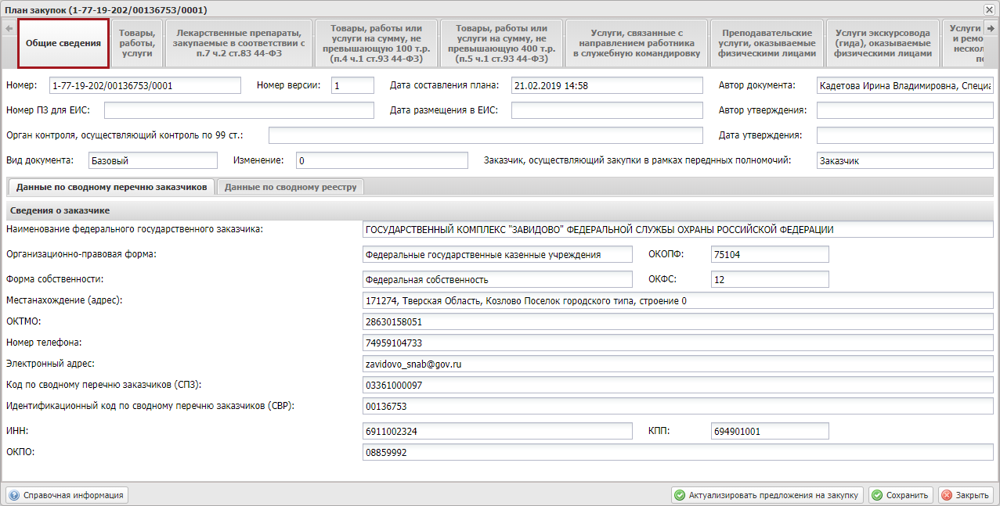 План закупок (1-77-19-202/00136753/0001)
Общие сведения
Товары,
работы,
услуги
Лекарственные препараты,
закупаемые в соответствии с
п.7 ч.2 ст.83 44-ФЗ
Товары, работы или
услуги на сумму, не
превышающую 100 т.р.
(п.4 ч.1 ст.93 44-ФЗ)
Товары, работы или
услуги на сумму, не
превышающую 400 т.р.
(п.5 ч.1 ст.93 44-ФЗ)
Услуги, связанные с
направлением работника
в служебную командировку
Преподавательские
услуги, оказываемые
физическими лицами
Услуги экскурсовода
(гида), оказываемые
физическими лицами
Услуги
и ремо
нескол
Номер: 1-77-19-202/00136753/0001 Номер версии: 1 Дата составления плана: 21.02.2019 14:58 Автор документа: Кадетова Ирина Владимировна, Специа
Номер ПЗ для ЕИС: Дата размещения в ЕИС: Автор утверждения:
Орган контроля, осуществляющий контроль по 99 ст.: Дата утверждения:
Вид документа: Базовый Изменение: 0 Заказчик, осуществляющий закупки в рамках переднных полномочий: Заказчик
Данные по сводному перечню заказчиков Данные по сводному реестру
Сведения о заказчике
Наименование федерального государственного заказчика: ГОСУДАРСТВЕННЫЙ КОМПЛЕКС "ЗАВИДОВО" ФЕДЕРАЛЬНОЙ СЛУЖБЫ ОХРАНЫ РОССИЙСКОЙ ФЕДЕРАЦИИ
Организационно-правовая форма: Федеральные государственные казенные учреждения ОКОПФ: 75104
Форма собственности: Федеральная собственность ОКФС: 12
Местанахождение (адрес): 171274, Тверская Область, Козлово Поселок городского типа, строение 0
ОКТМО: 28630158051
Номер телефона: 74959104733
Электронный адрес: zavidovo_snab@gov.ru
Код по сводному перечню заказчиков (СПЗ): 03361000097
Идентификационный код по сводному перечню заказчиков (СВР): 00136753
ИНН: 6911002324 КПП: 694901001
ОКПО: 08859992
Справочная информация Актуализировать предложения на закупку Сохранить Закрыть